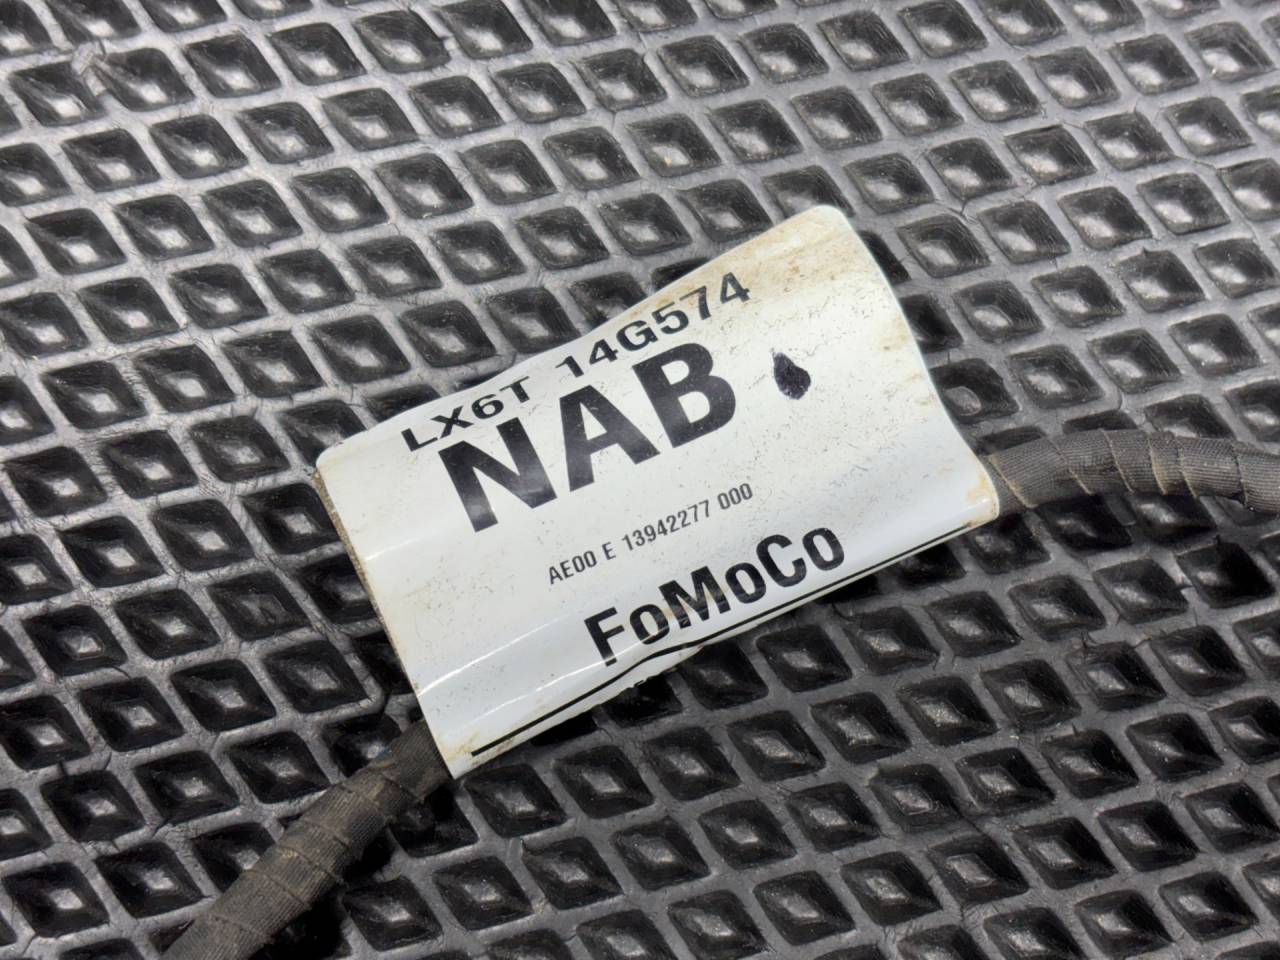 LX6T 14G574
NAB
AE00 E 13942277 000
FoMoCo